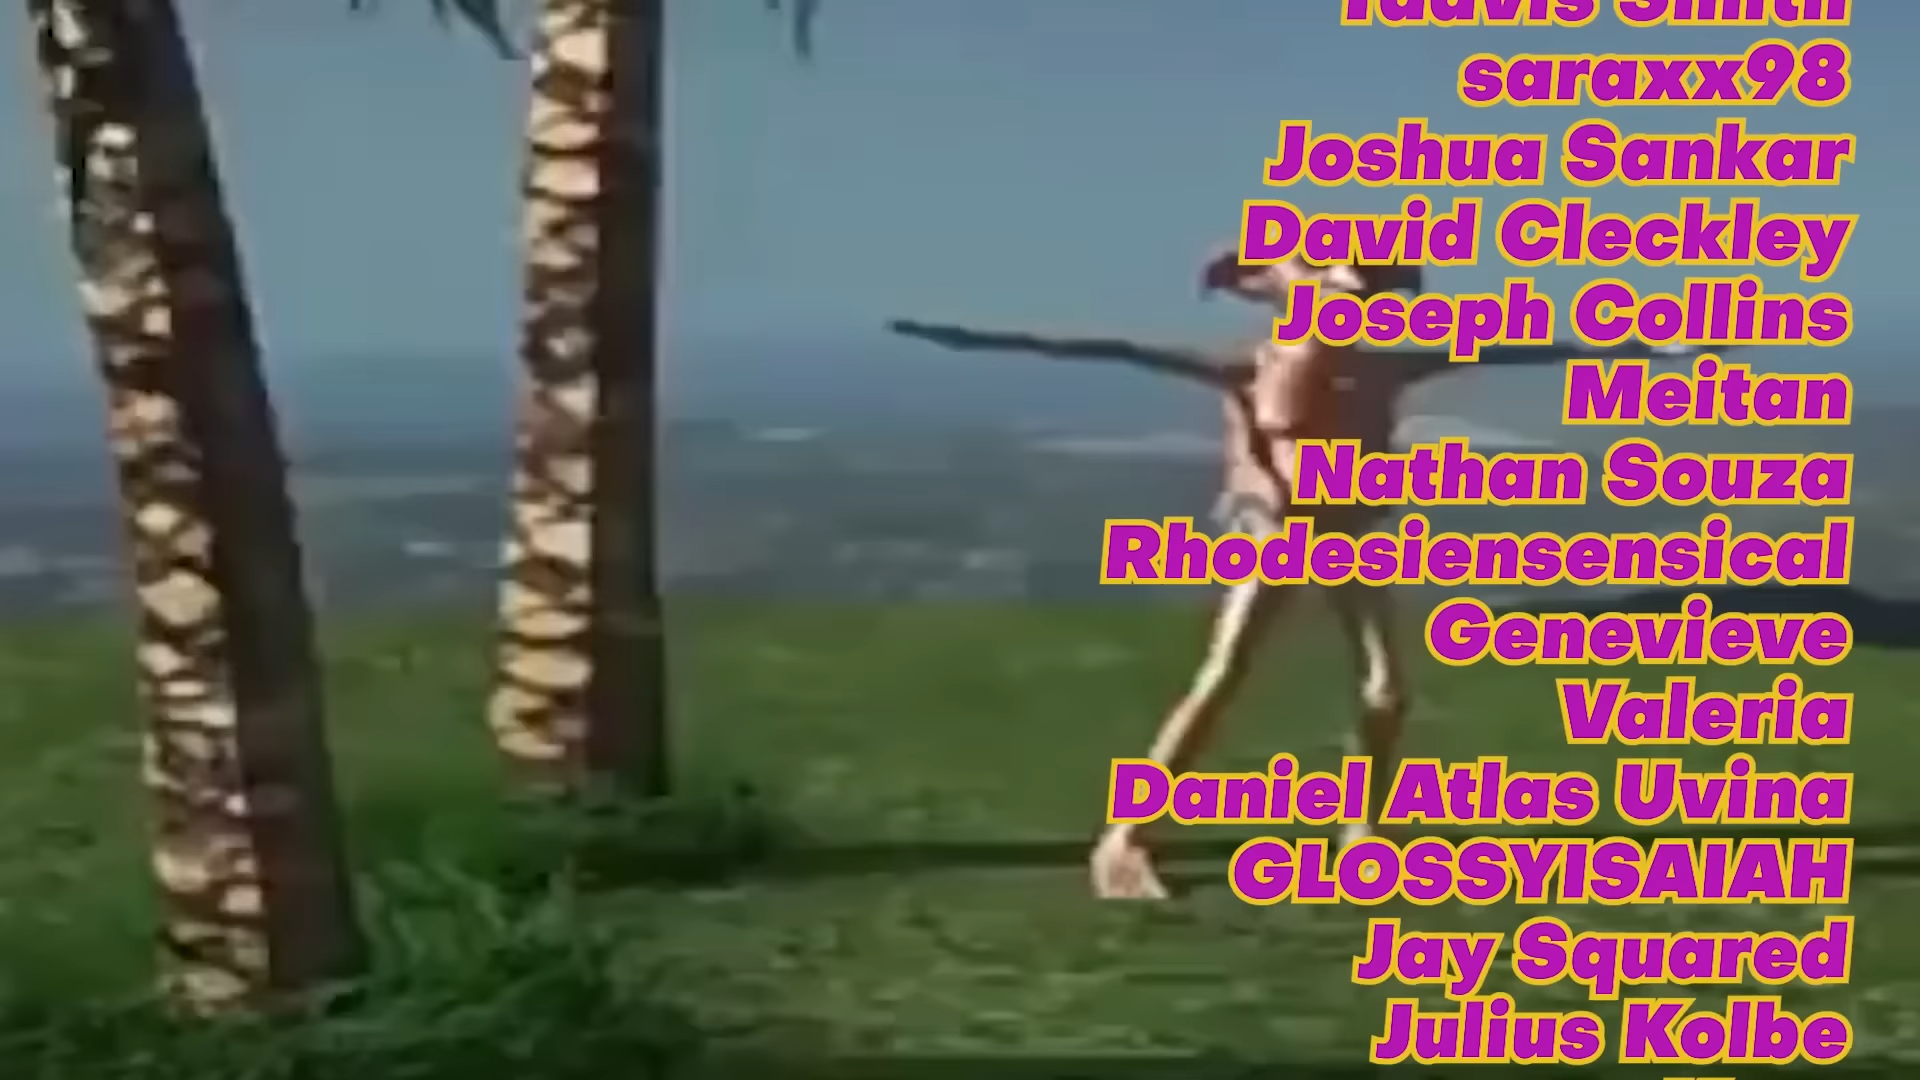 Smith
saraxx98
Joshua Sankar
David Cleckley
Joseph Collins
Meitan
Nathan Souza
Rhodesiensensical
Genevieve
Valeria
Daniel Atlas Uvina
GLOSSYISAIAH
Jay Squared
Julius Kolbe